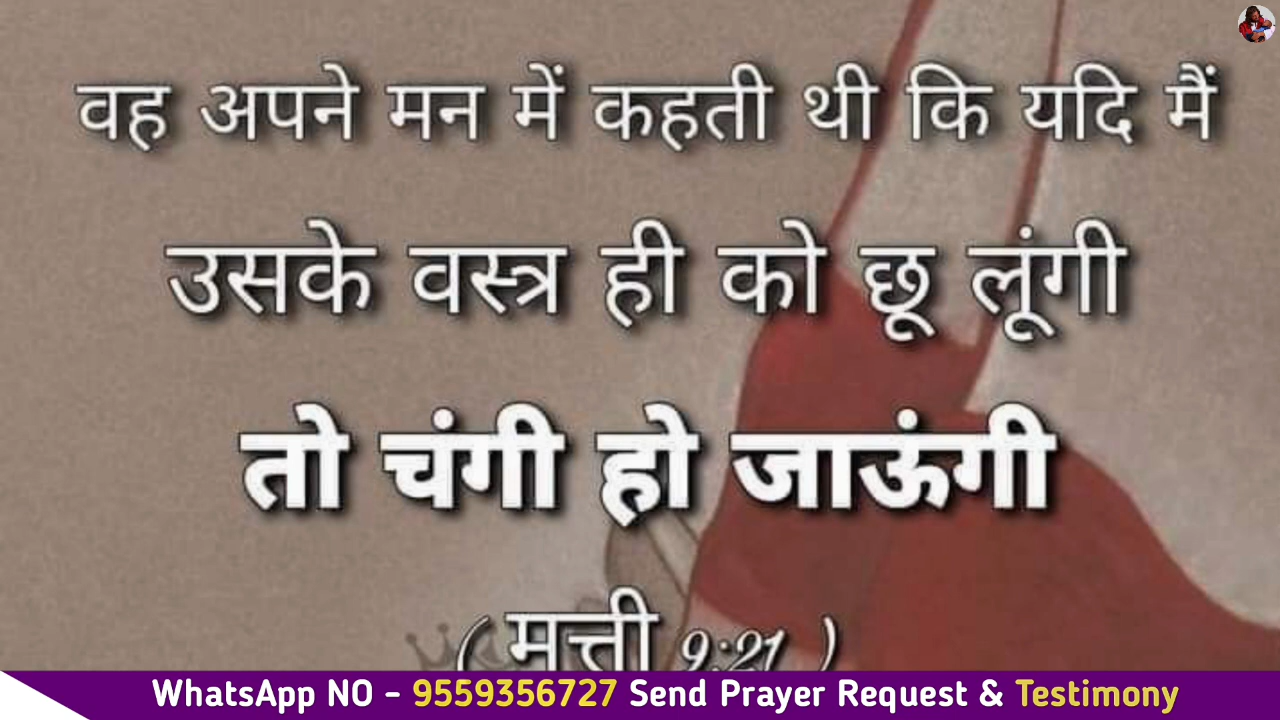 वह अपने मन में कहती थी कि यदि मैं
उसके वस्त्र ही को छू लूंगी
तो चंगी हो जाऊंगी
( मत्ती 9:21 )
WhatsApp NO - 9559356727 Send Prayer Request & Testimony